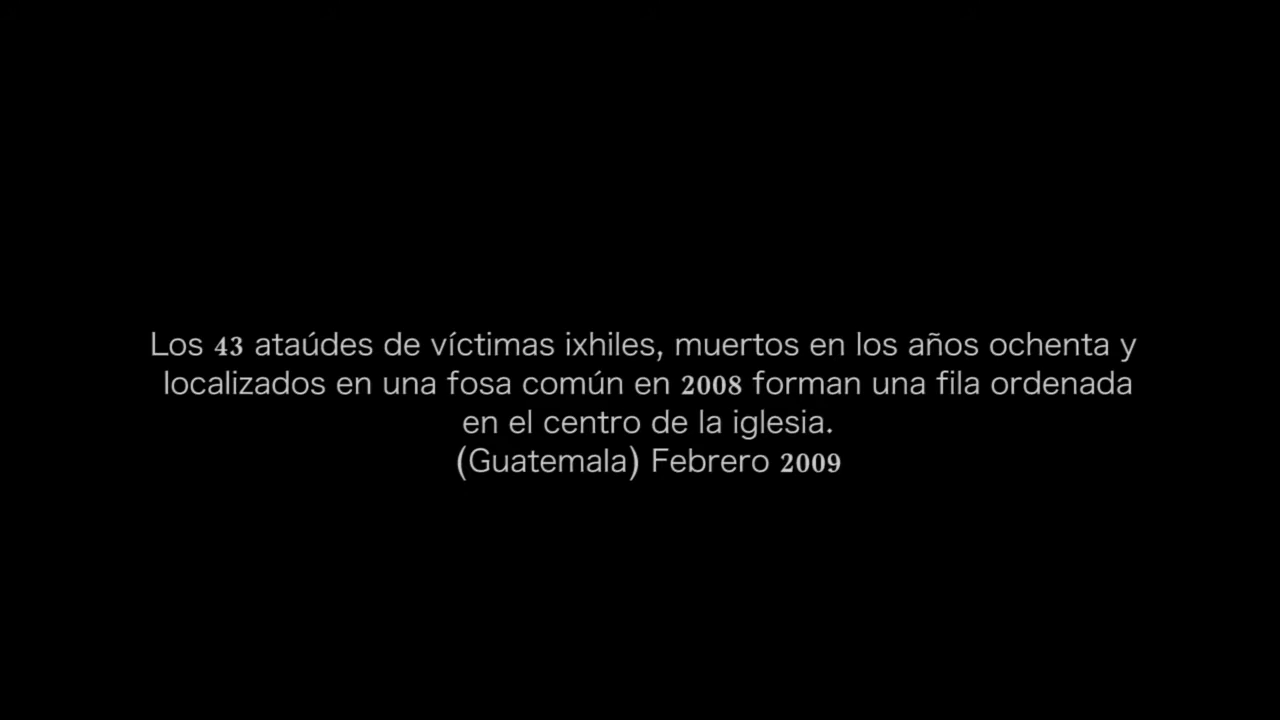 Los 43 ataúdes de víctimas ixhiles, muertos en los años ochenta y
localizados en una fosa común en 2008 forman una fila ordenada
en el centro de la iglesia.
(Guatemala) Febrero 2009